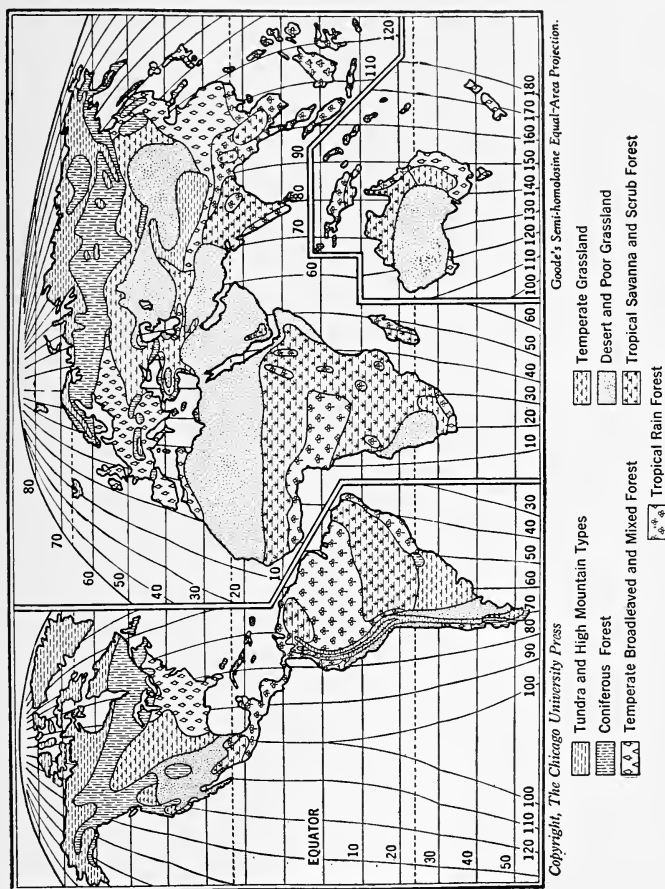 80
70
60
50
40
30
20
10
120
110
90
80
70
60
EQUATOR
10
20
30
40
50
120 110 100
100 90 80 70 60 50 40 30
10 10 20 30 40 50 60
100 110 120 130 140 150 160 170 180
Copyright, The Chicago University Press
Goode's Semi-homolosine Equal-Area Projection.
Tundra and High Mountain Types
Coniferous Forest
Temperate Broadleaved and Mixed Forest
Temperate Grassland
Desert and Poor Grassland
Tropical Savanna and Scrub Forest
Tropical Rain Forest